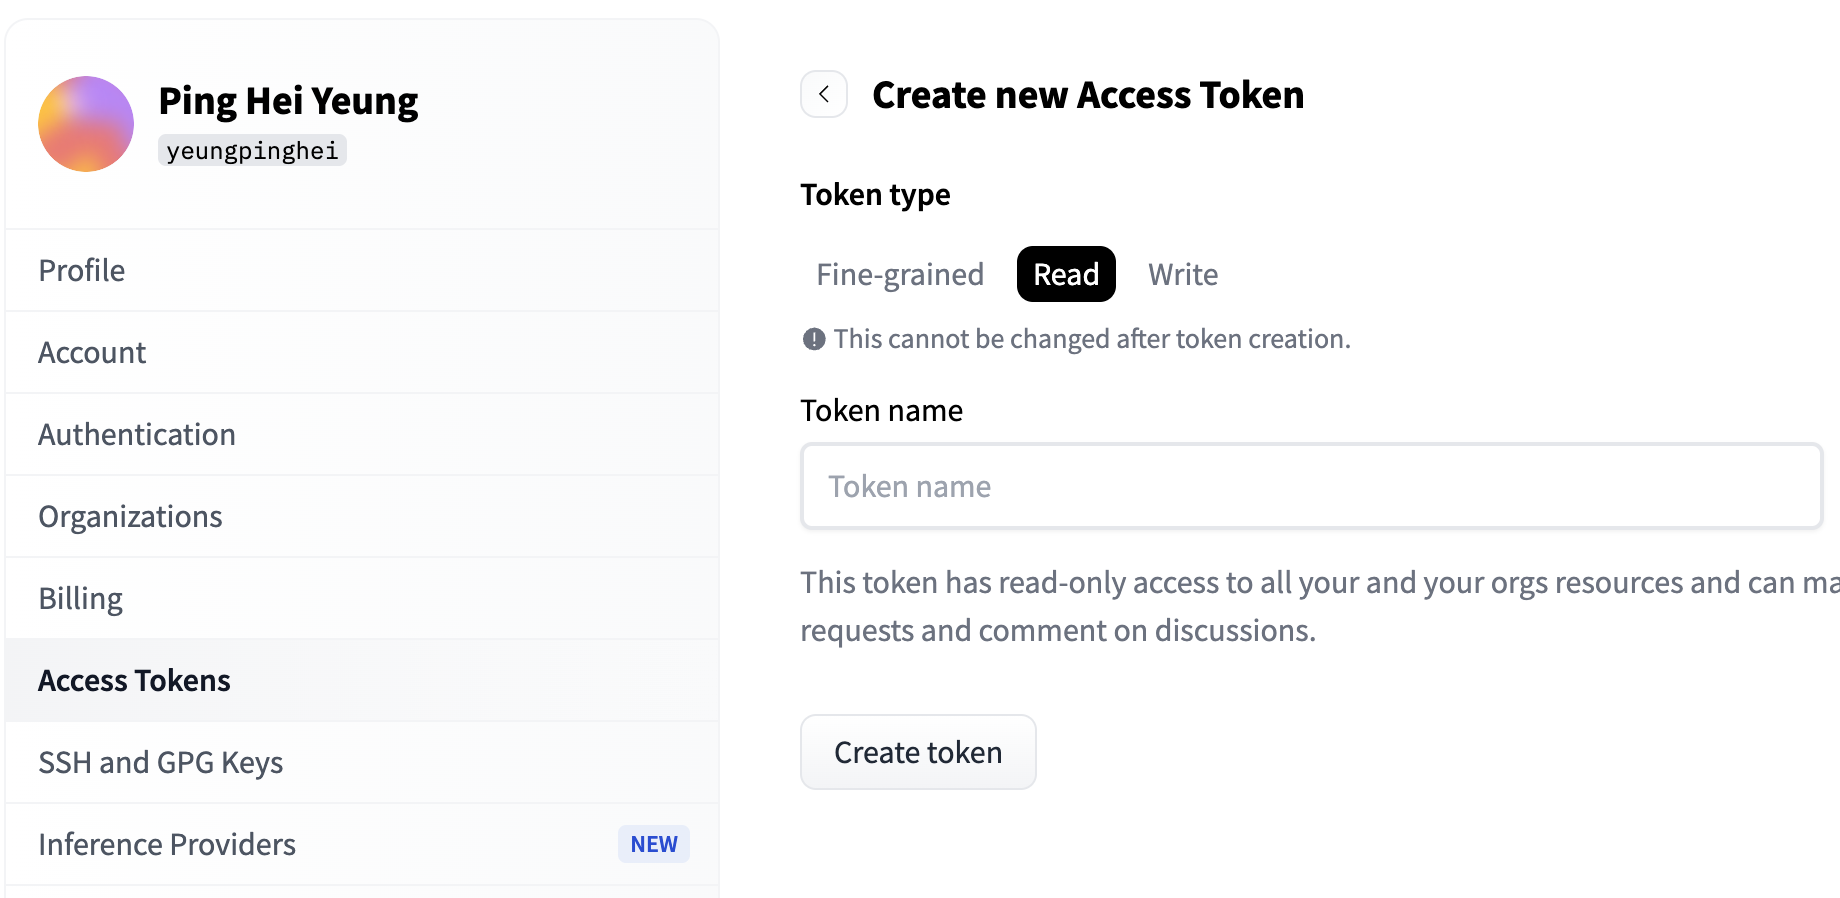 Ping Hei Yeung
yeungpinghei
Profile
Account
Authentication
Organizations
Billing
Access Tokens
SSH and GPG Keys
Inference Providers NEW
Create new Access Token
Token type
Fine-grained Read Write
This cannot be changed after token creation.
Token name
Token name
This token has read-only access to all your and your orgs resources and can
requests and comment on discussions.
Create token